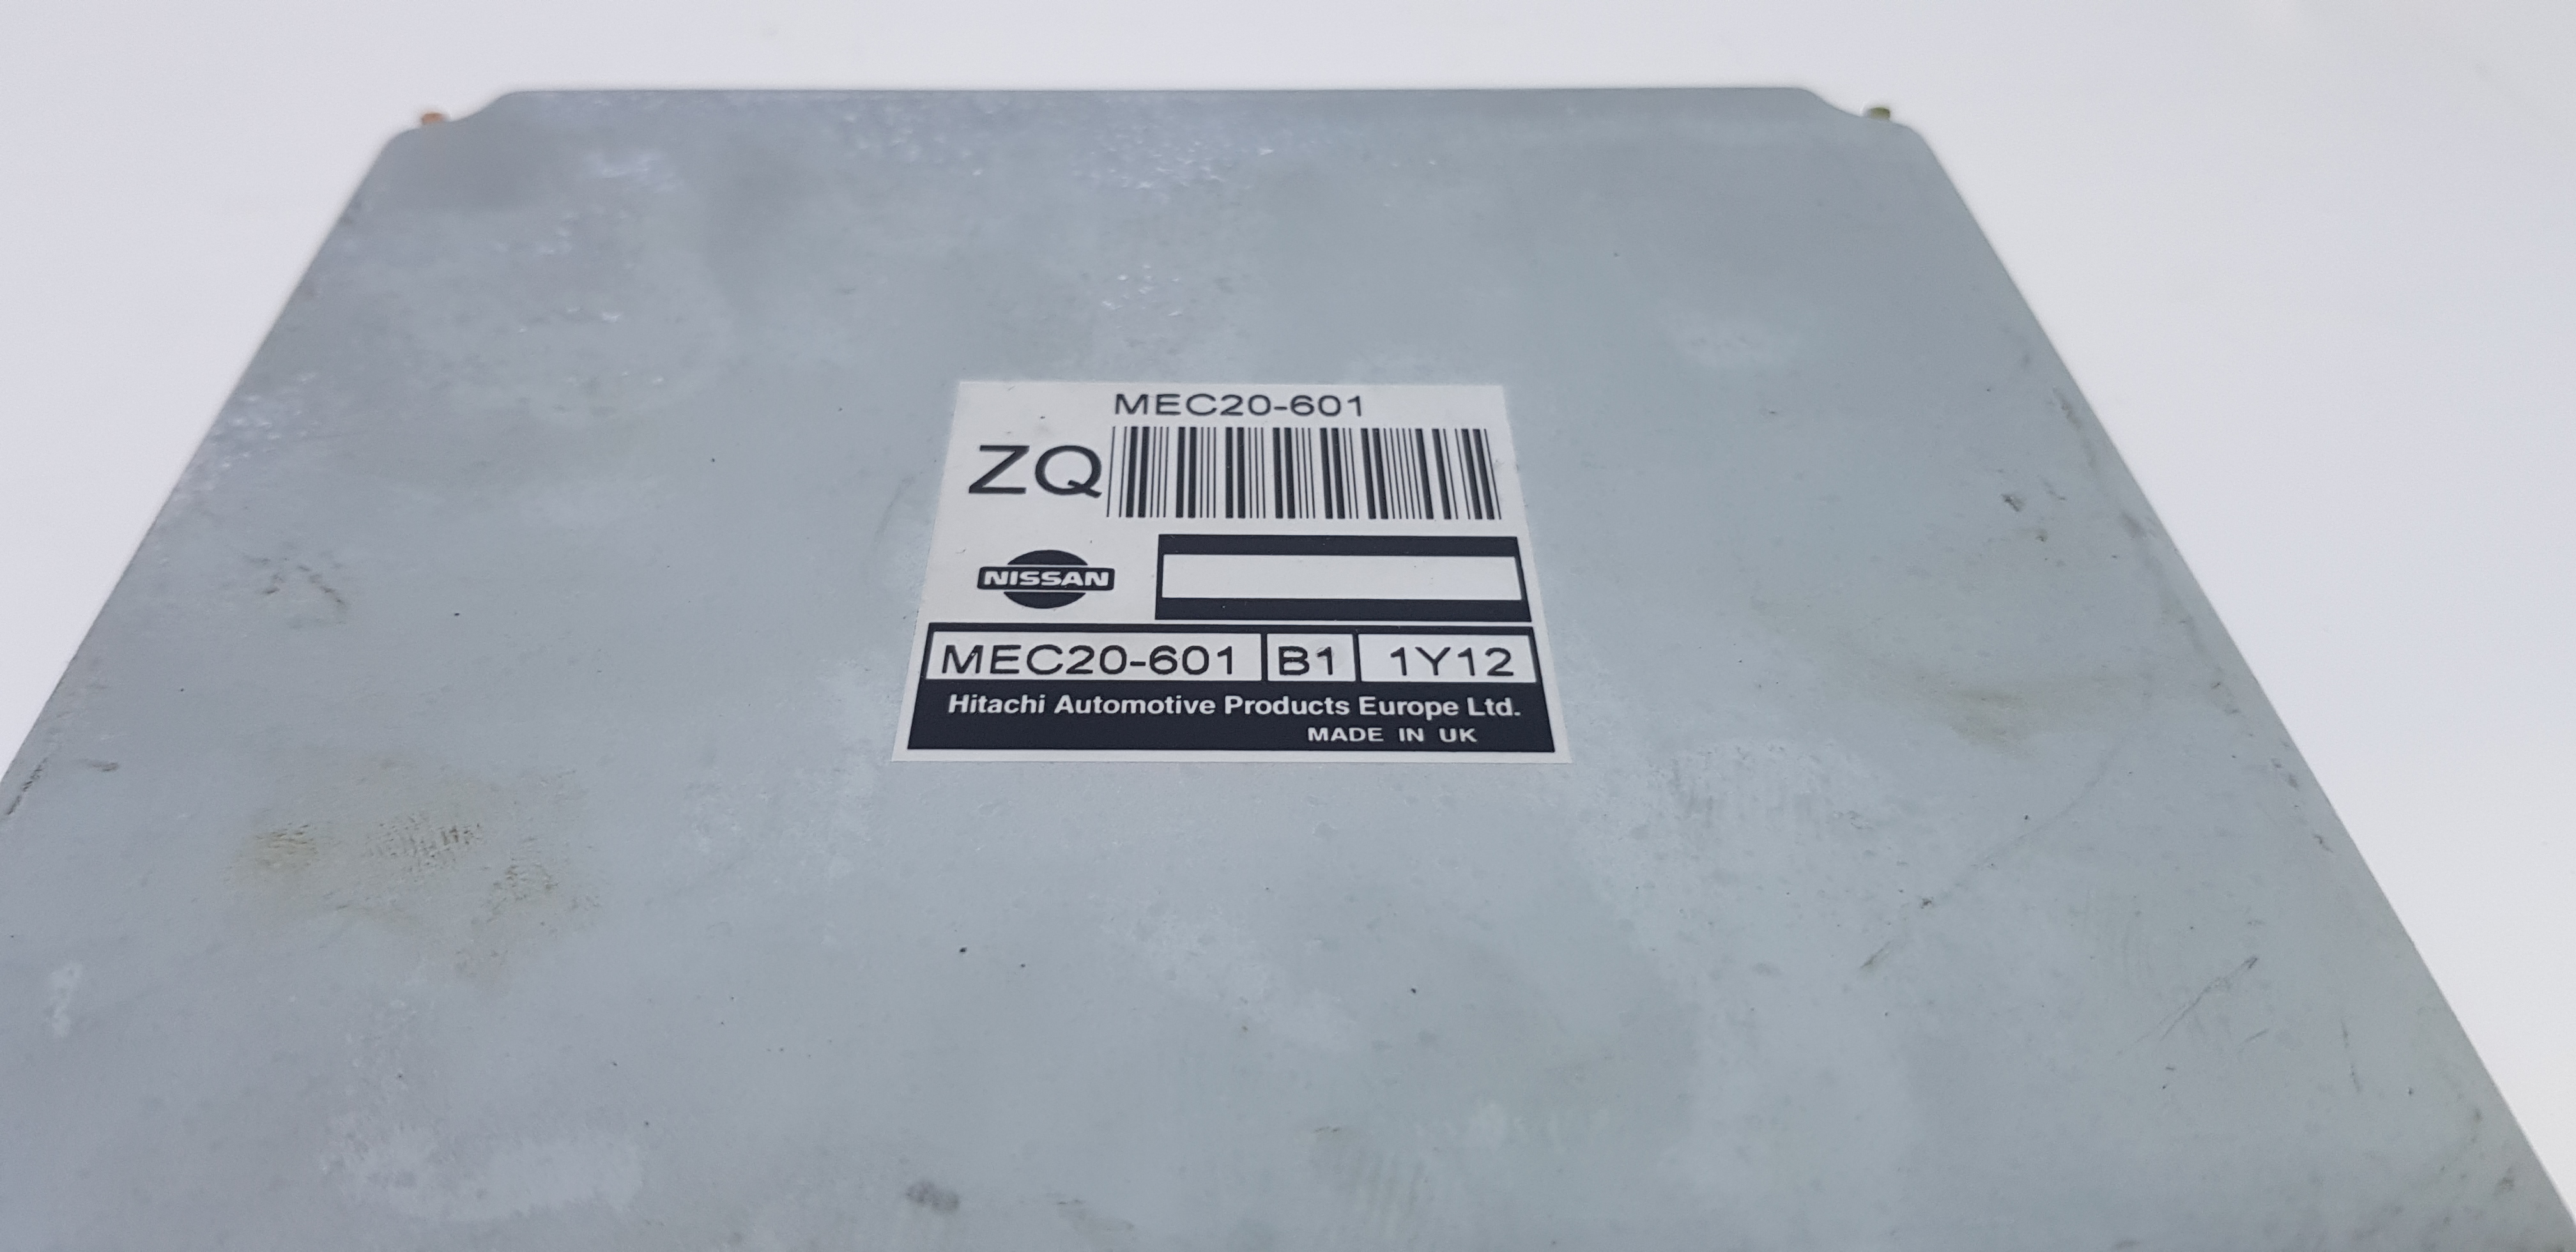 MEC20-601
ZQ
NISSAN
MEC20-601 B1 1Y12
Hitachi Automotive Products Europe Ltd.
MADE IN UK